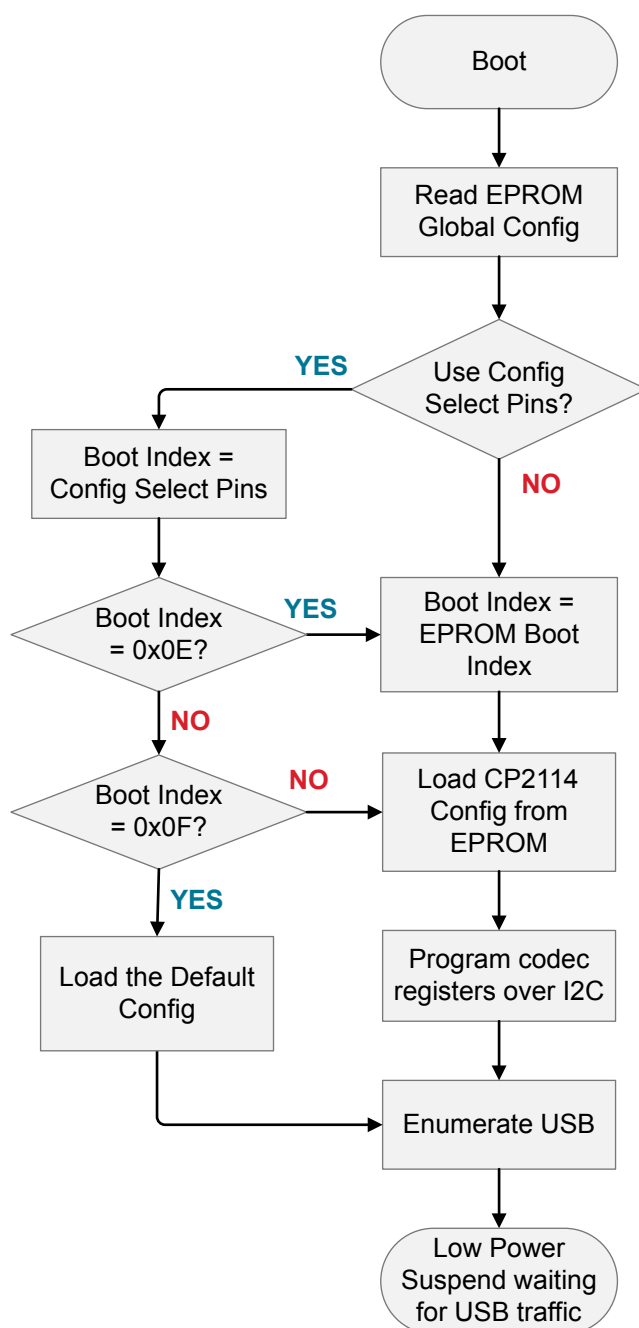 Boot
Read EPROM
Global Config
YES
Use Config
Select Pins?
Boot Index =
Config Select Pins
NO
Boot Index
= 0x0E?
YES
Boot Index =
EPROM Boot
Index
NO
Boot Index
= 0x0F?
NO
Load CP2114
Config from
EPROM
YES
Load the Default
Config
Program codec
registers over I2C
Enumerate USB
Low Power
Suspend waiting
for USB traffic